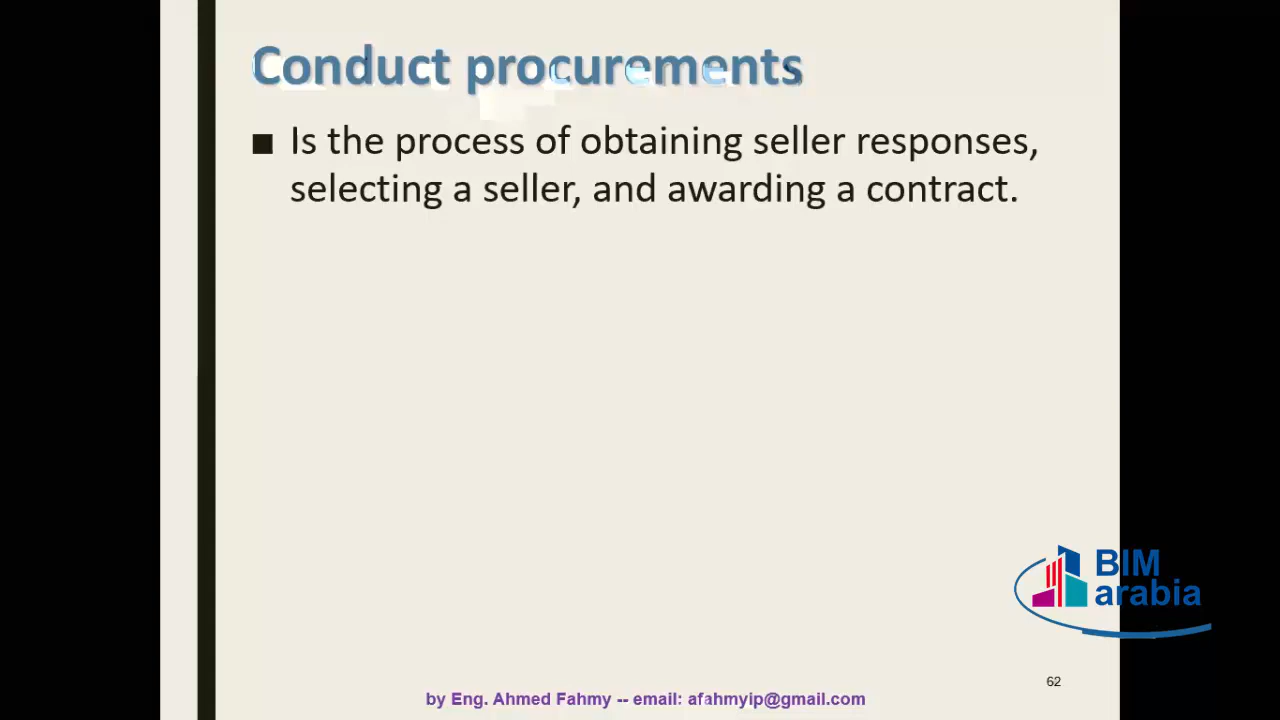 Conduct procurements
■ Is the process of obtaining seller responses,
selecting a seller, and awarding a contract.
BIM
arabia
62
by Eng. Ahmed Fahmy -- email: afahmyip@gmail.com